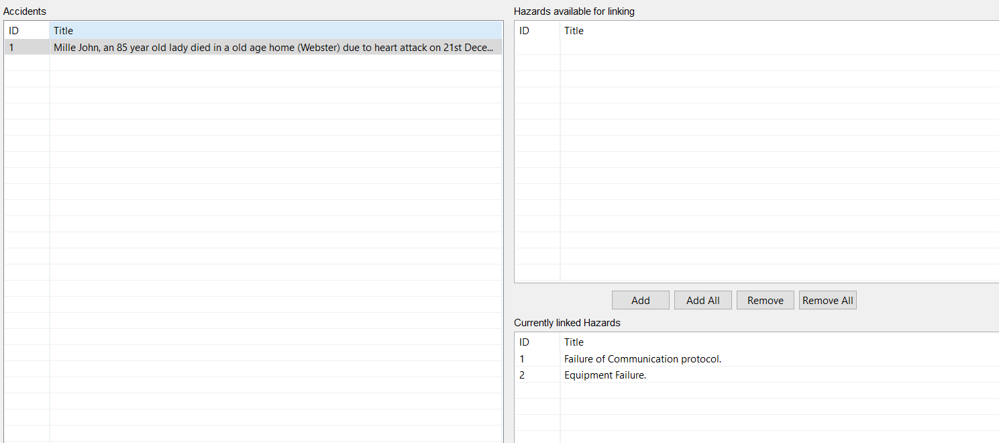 Accidents
ID Title
1 Mille John, an 85 year old lady died in a old age home (Webster) due to heart attack on 21st Dece...
Hazards available for linking
ID Title
Add Add All Remove Remove All
Currently linked Hazards
ID Title
1 Failure of Communication protocol.
2 Equipment Failure.